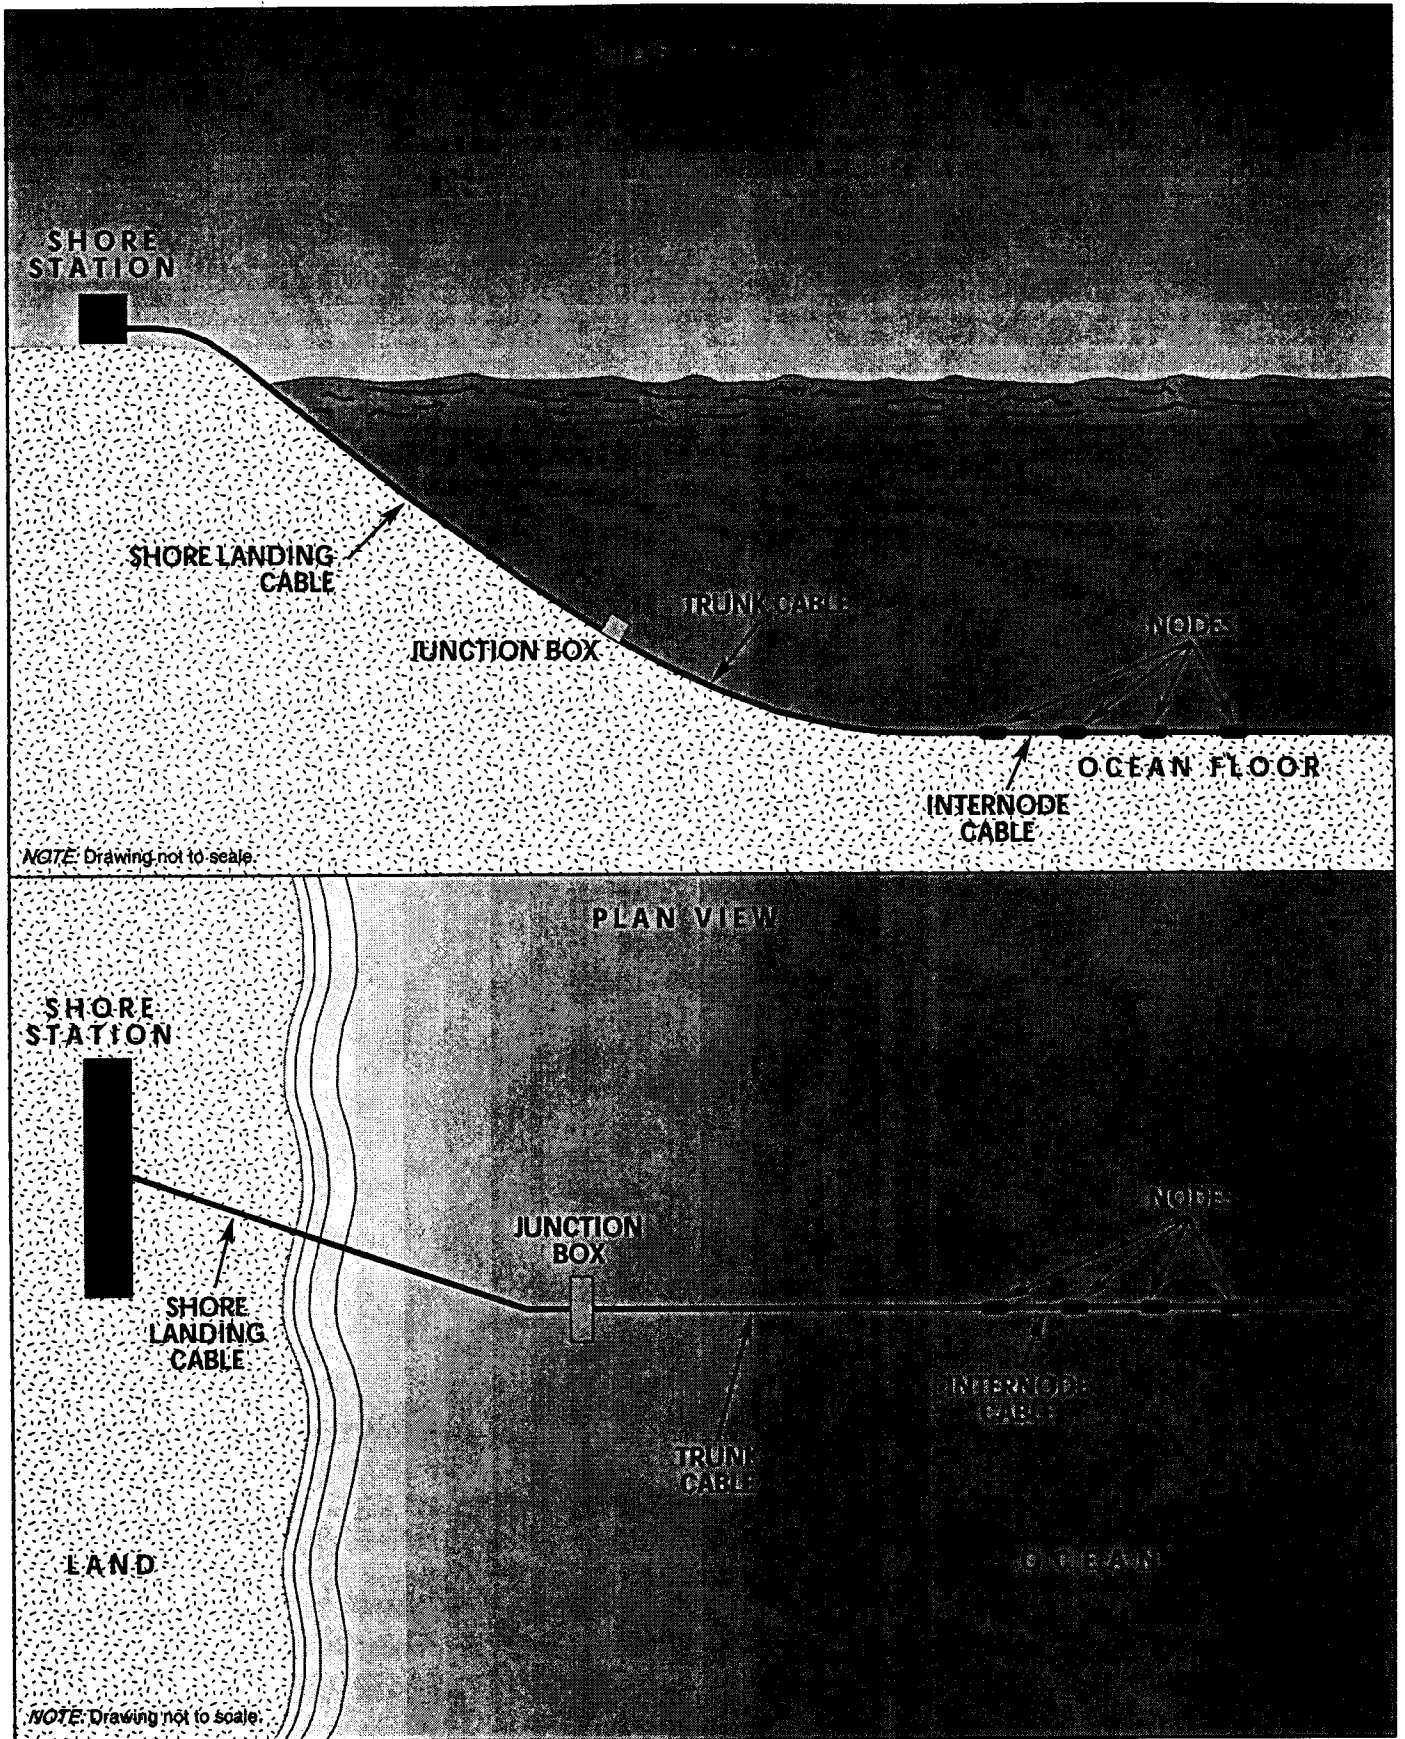 SHORE
STATION
SHORE LANDING
CABLE
JUNCTION BOX
TRUNK CABLE
NODES
OCEAN FLOOR
INTERNODE
CABLE
NOTE: Drawing not to scale.
PLAN VIEW
SHORE
STATION
NODES
JUNCTION
BOX
SHORE
LANDING
CABLE
INTERNODE
CABLE
TRUNK
CABLE
LAND
OCEAN
NOTE: Drawing not to scale.